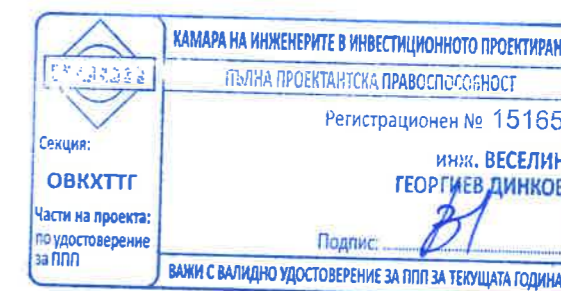 КАМАРА НА ИНЖЕНЕРИТЕ В ИНВЕСТИЦИОННОТО ПРОЕКТИРАН
ПЪЛНА ПРОЕКТАНТСКА ПРАВОСПОСОБНОСТ
Регистрационен № 15165
Секция:
ОВКХТТГ
инж. ВЕСЕЛИН
ГЕОРГИЕВ ДИНКОВ
Части на проекта:
по удостоверение
за ППП
Подпис:
ВАЖИ С ВАЛИДНО УДОСТОВЕРЕНИЕ ЗА ППП ЗА ТЕКУЩАТА ГОДИНА